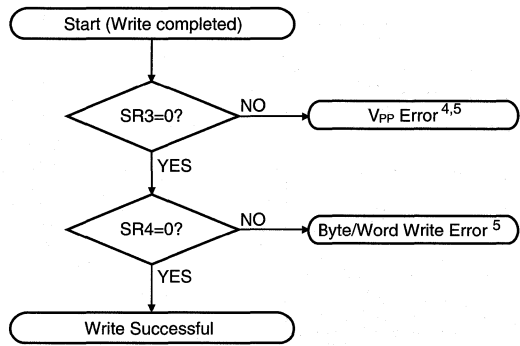 Start (Write completed)
SR3=0?
NO
VPP Error 4,5
YES
SR4=0?
NO
Byte/Word Write Error 5
YES
Write Successful